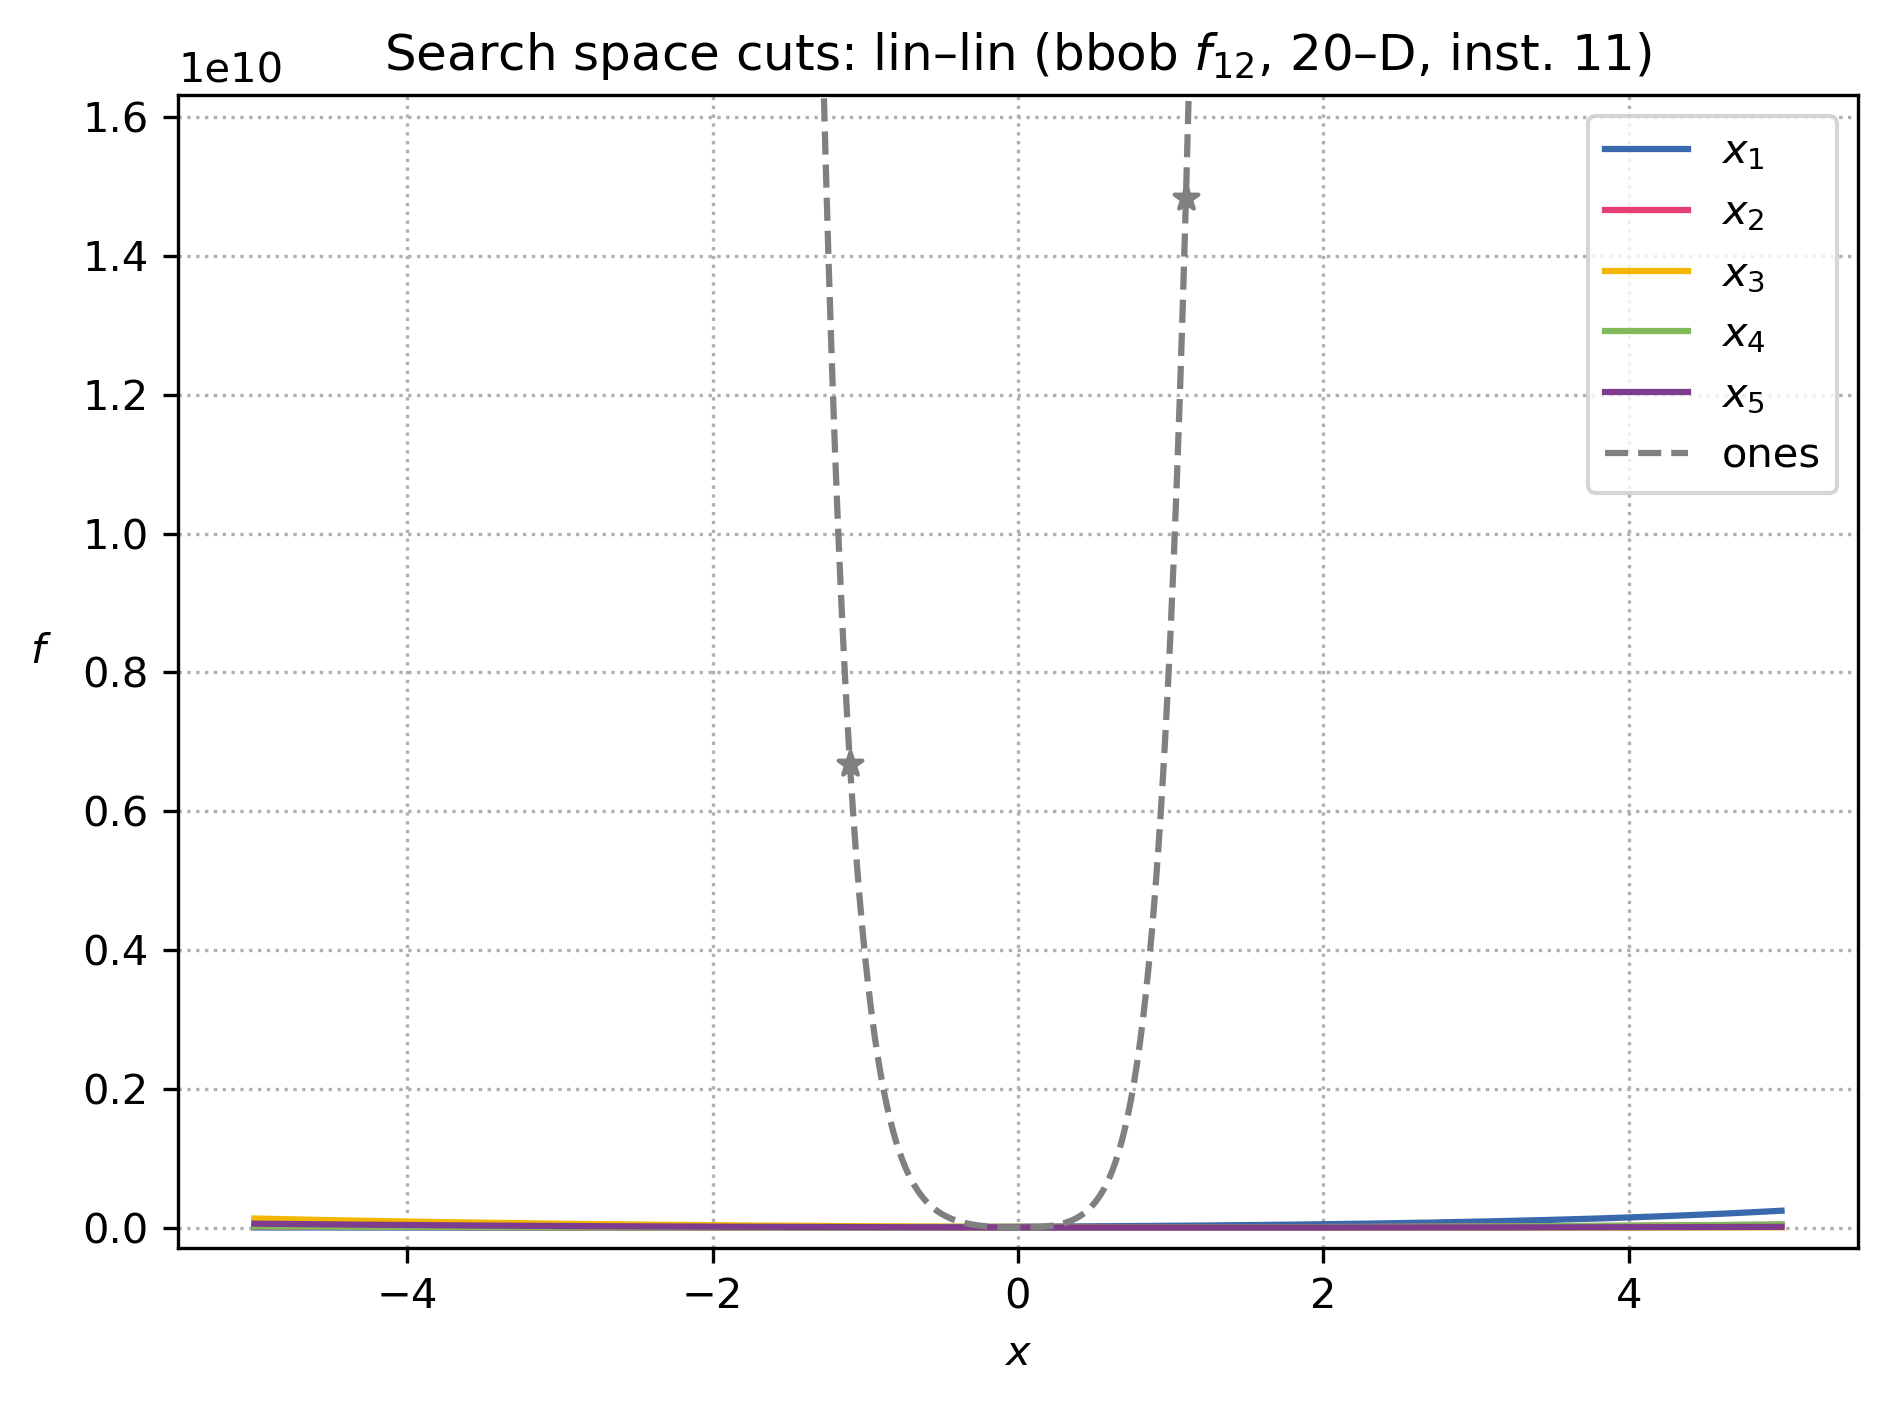 Search space cuts: lin–lin (bbob f₁₂, 20–D, inst. 11)
1e10
1.6
1.4
1.2
1.0
0.8
0.6
0.4
0.2
0.0
f
−4
−2
0
2
4
x
x₁
x₂
x₃
x₄
x₅
ones